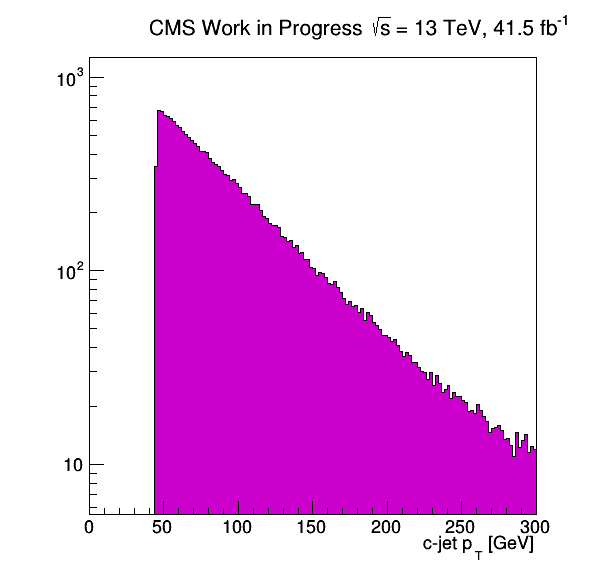 CMS Work in Progress √s = 13 TeV, 41.5 fb⁻¹
10³
10²
10
0 50 100 150 200 250 300
c-jet p_T [GeV]